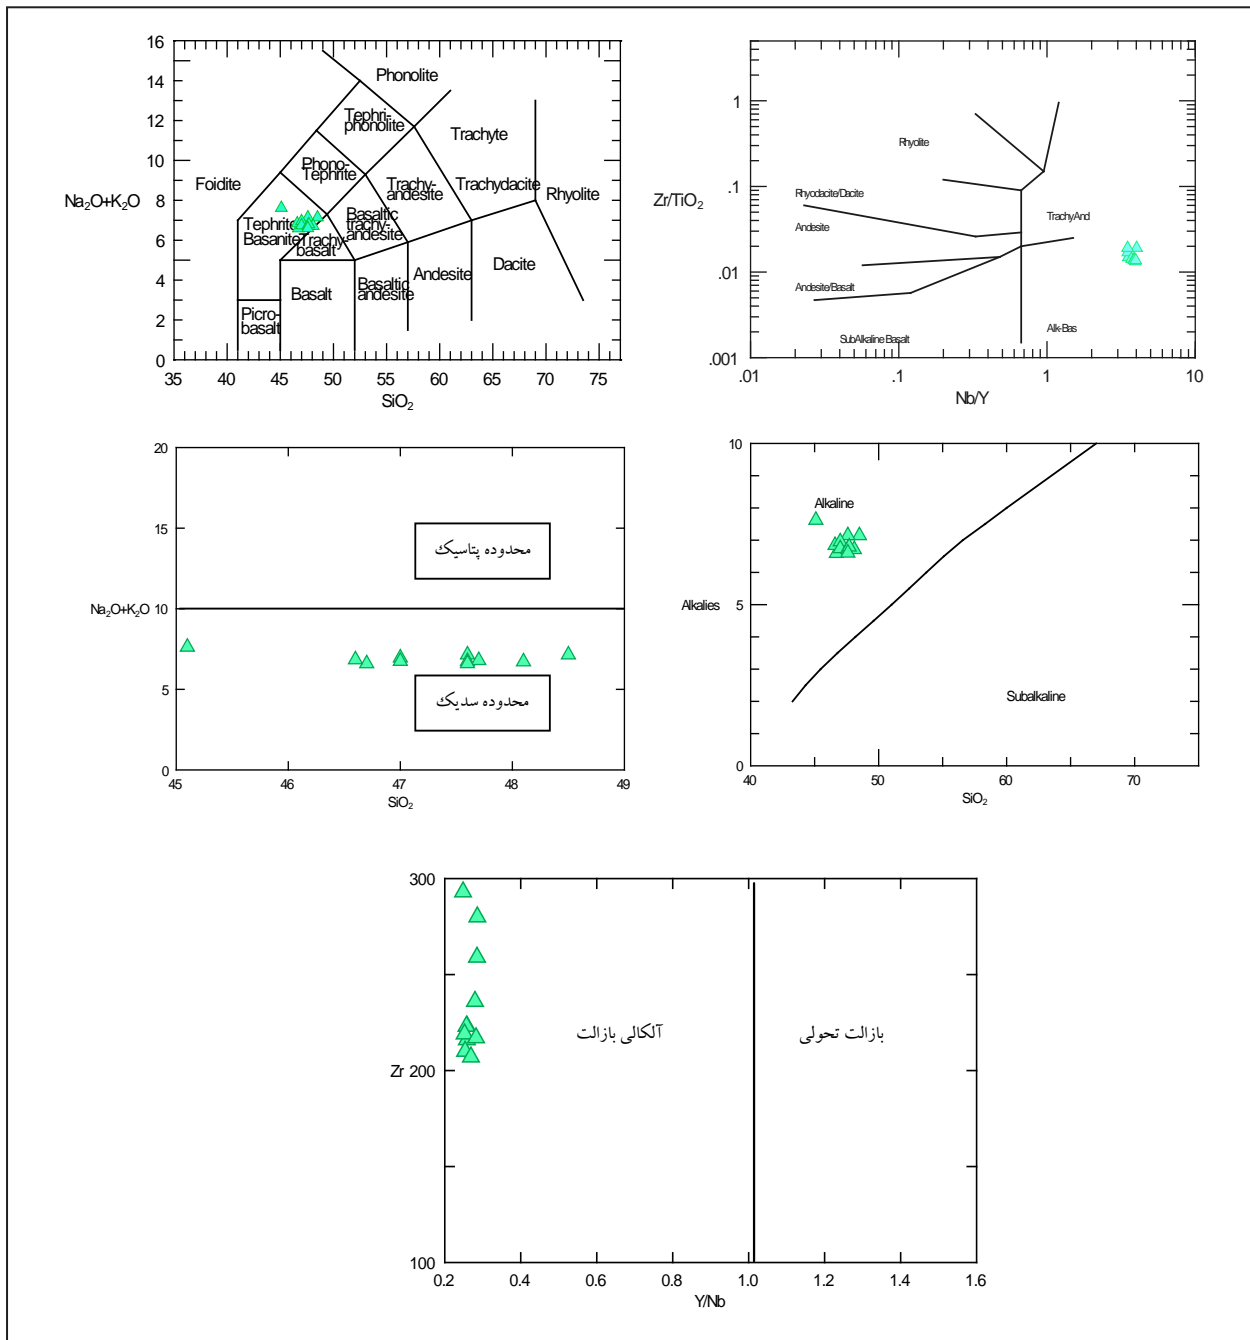 16
14
12
10
8
6
4
2
0
Na₂O+K₂O
Phonolite
Tephri-
phonolite
Trachyte
Phono-
Tephrite
Foidite
Trachy-
andesite
Trachydacite
Rhyolite
Tephrite
Basanite
Basaltic
trachy-
andesite
Trachy-
basalt
Basalt
Basaltic
andesite
Andesite
Dacite
Picro-
basalt
35 40 45 50 55 60 65 70 75
SiO₂
1
.1
.01
.001
Zr/TiO₂
Rhyolite
Rhyodacite/Dacite
Andesite
TrachyAnd
Andesite/Basalt
SubAlkaline Basalt
Alk-Bas
.01 .1 1 10
Nb/Y
20
15
10
5
0
Na₂O+K₂O
محدوده پتاسیک
محدوده سدیک
45 46 47 48 49
SiO₂
10
5
0
Alkalies
Alkaline
Subalkaline
40 50 60 70
SiO₂
300
Zr 200
100
آلکالی بازالت
بازالت تحولی
0.2 0.4 0.6 0.8 1.0 1.2 1.4 1.6
Y/Nb